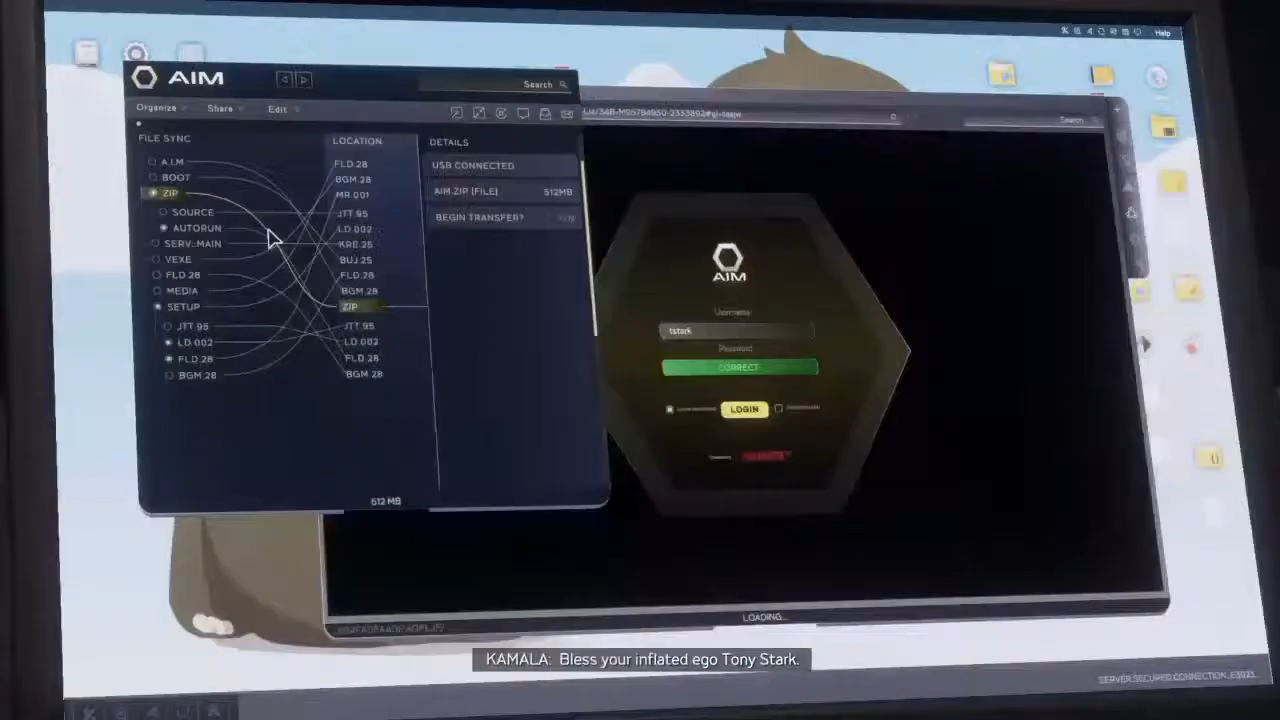 Help
AIM
Search
Organize Share Edit
Search
FILE SYNC
LOCATION
DETAILS
A.I.M
BOOT
ZIP
SOURCE
AUTORUN
SERV..MAIN
VEXE
FLD.28
MEDIA
SETUP
JTT.95
LD.002
FLD.28
BGM.28
FLD.28
BGM.28
MR.001
JTT.95
LD.002
KRE.25
BUJ.25
FLD.28
BGM.28
ZIP
JTT.95
LD.002
FLD.28
BGM.28
USB CONNECTED
AIM.ZIP [FILE] 512MB
BEGIN TRANSFER?
512 MB
AIM
Username
tstark
Password
CORRECT
LOGIN
LOADING...
KAMALA: Bless your inflated ego Tony Stark.